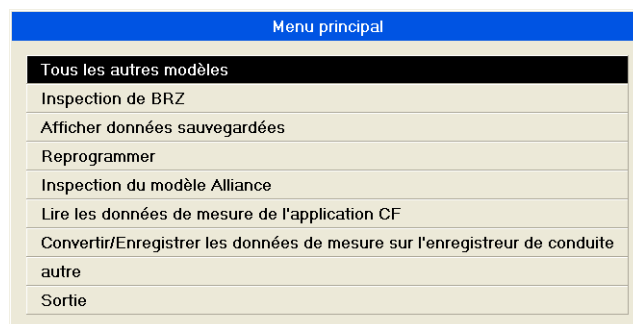 Menu principal
Tous les autres modèles
Inspection de BRZ
Afficher données sauvegardées
Reprogrammer
Inspection du modèle Alliance
Lire les données de mesure de l'application CF
Convertir/Enregistrer les données de mesure sur l'enregistreur de conduite
autre
Sortie